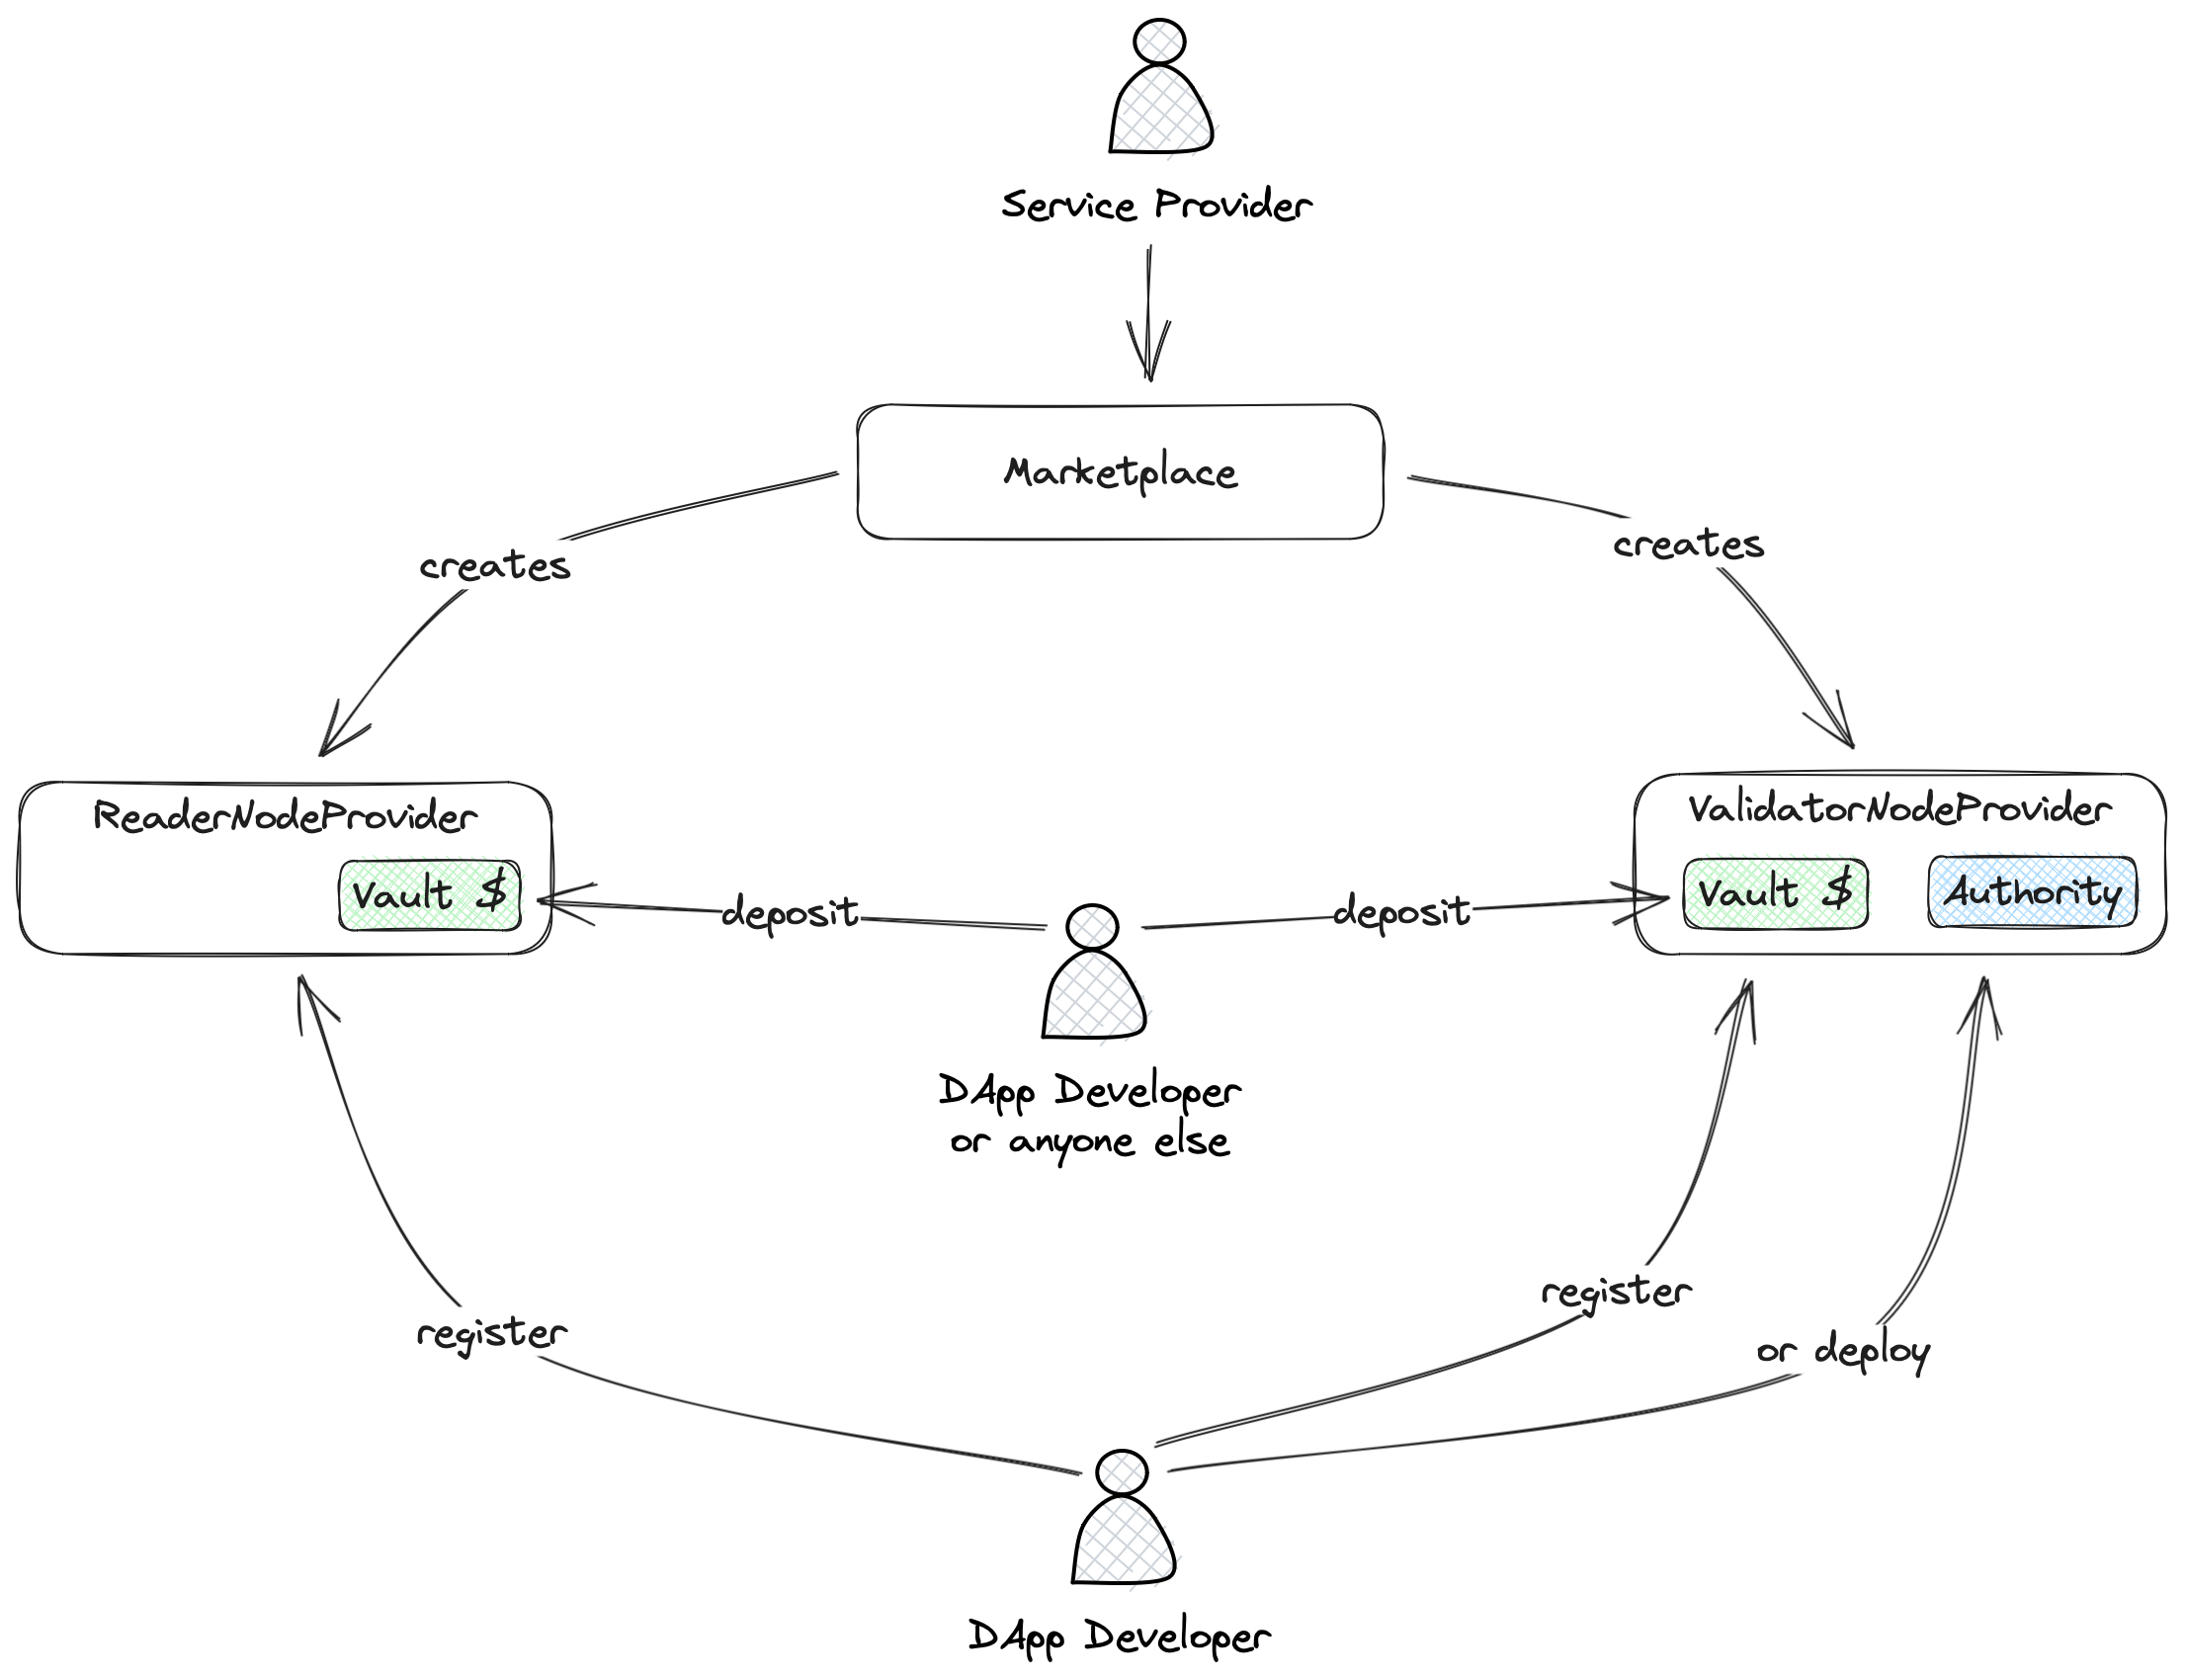 Service Provider
Marketplace
creates
creates
ReaderNodeProvider
Vault $
ValidatorNodeProvider
Vault $
Authority
deposit
deposit
DApp Developer
or anyone else
register
register
or deploy
DApp Developer